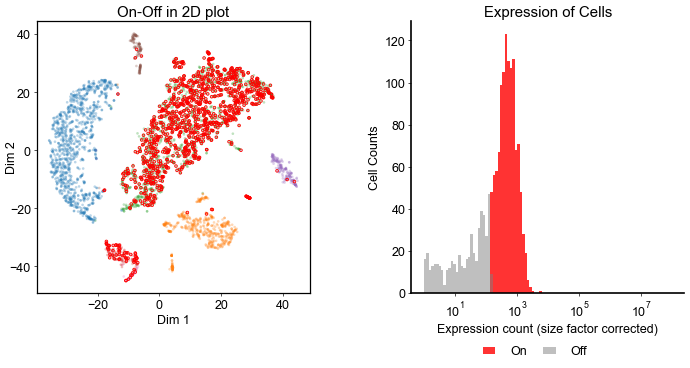 On-Off in 2D plot
Expression of Cells
40
20
0
−20
−40
Dim 2
−20
0
20
40
Dim 1
120
100
80
60
40
20
0
Cell Counts
10^1
10^3
10^5
10^7
Expression count (size factor corrected)
On
Off